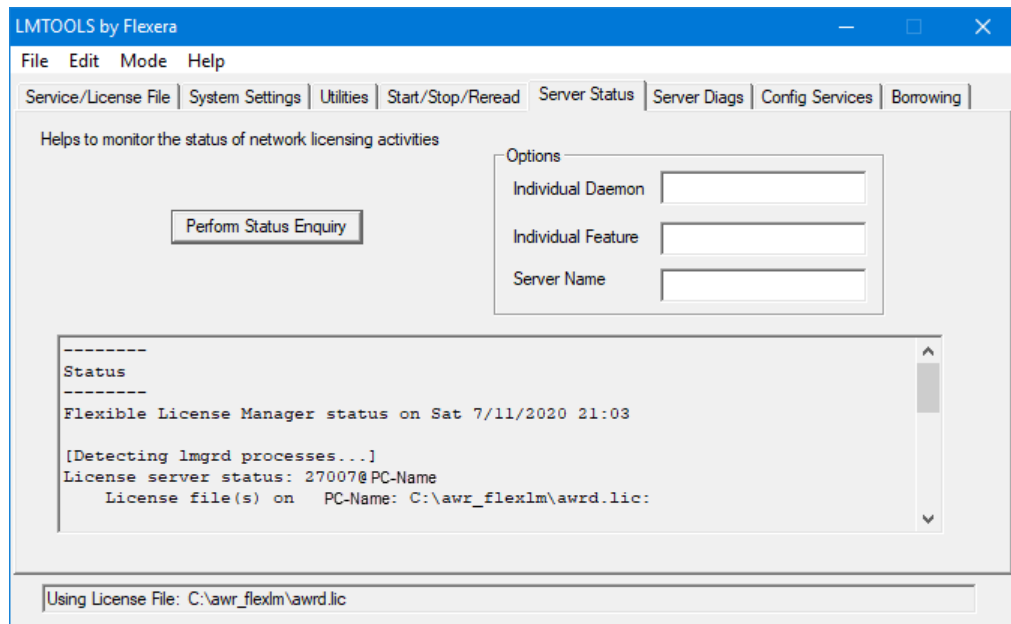 LMTOOLS by Flexera
File Edit Mode Help
Service/License File System Settings Utilities Start/Stop/Reread Server Status Server Diags Config Services Borrowing
Helps to monitor the status of network licensing activities
Options
Individual Daemon
Perform Status Enquiry
Individual Feature
Server Name
--------
Status
--------
Flexible License Manager status on Sat 7/11/2020 21:03
[Detecting lmgrd processes...]
License server status: 27007@PC-Name
License file(s) on PC-Name: C:\awr_flexlm\awrd.lic:
Using License File: C:\awr_flexlm\awrd.lic